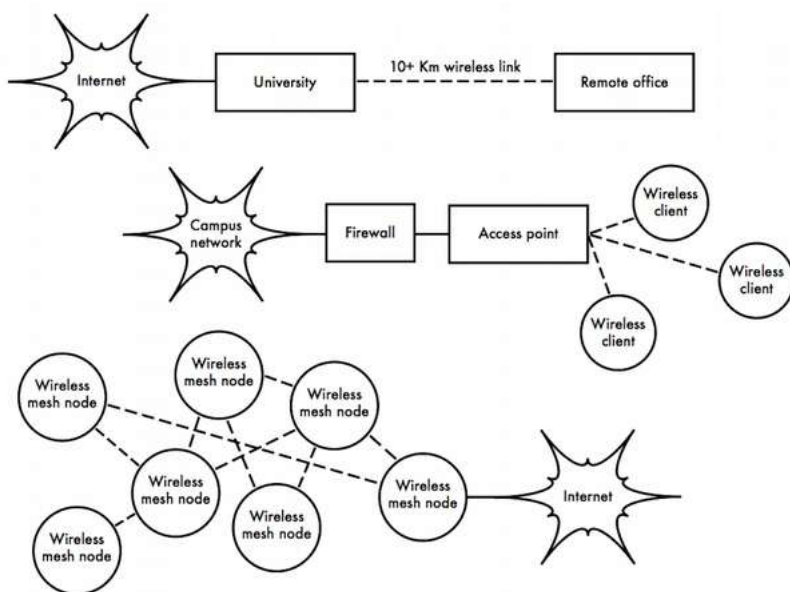 Internet
University
10+ Km wireless link
Remote office
Campus
network
Firewall
Access point
Wireless
client
Wireless
client
Wireless
client
Wireless
mesh node
Wireless
mesh node
Wireless
mesh node
Wireless
mesh node
Wireless
mesh node
Wireless
mesh node
Wireless
mesh node
Internet